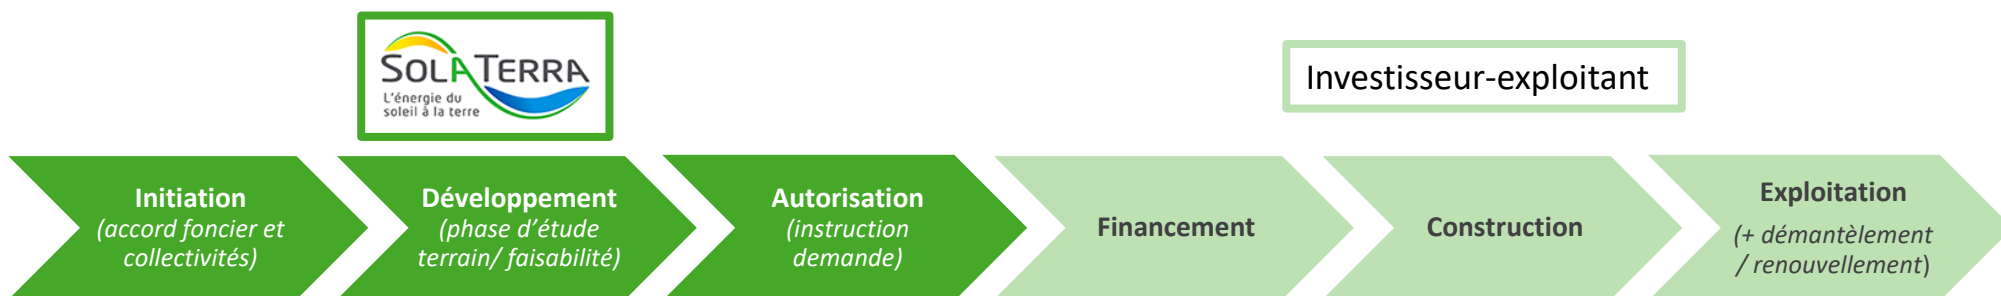 SOLATERRA
L'énergie du
soleil à la terre
Investisseur-exploitant
Initiation
(accord foncier et
collectivités)
Développement
(phase d'étude
terrain/ faisabilité)
Autorisation
(instruction
demande)
Financement
Construction
Exploitation
(+ démantèlement
/ renouvellement)